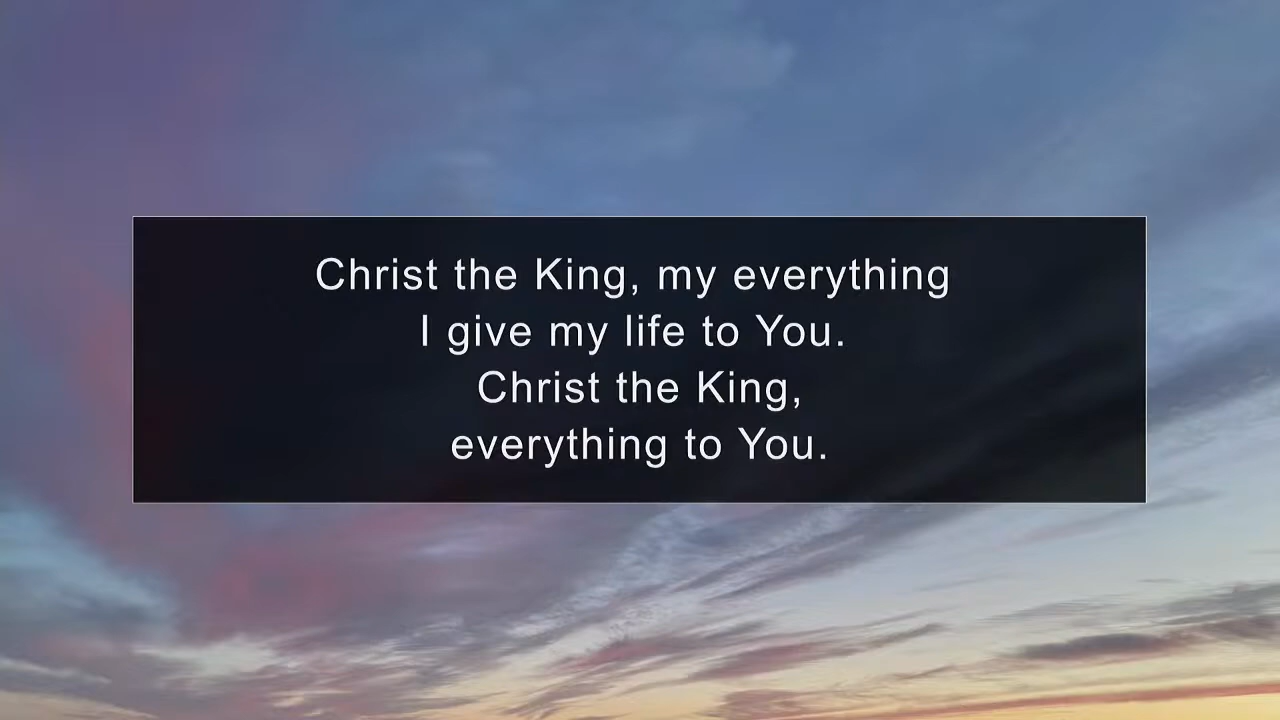 Christ the King, my everything
I give my life to You.
Christ the King,
everything to You.